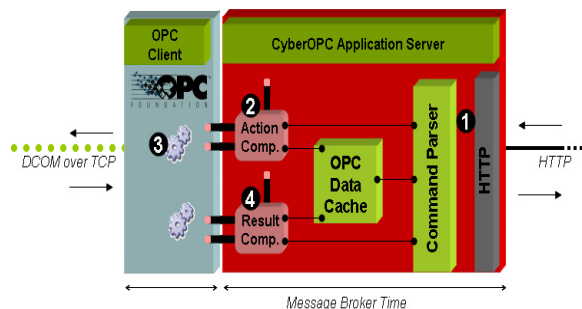 OPC
Client
CyberOPC Application Server
OPC
FOUNDATION
2
Action
Comp.
1
3
DCOM over TCP
HTTP
OPC
Data
Cache
Command Parser
HTTP
4
Result
Comp.
Message Broker Time